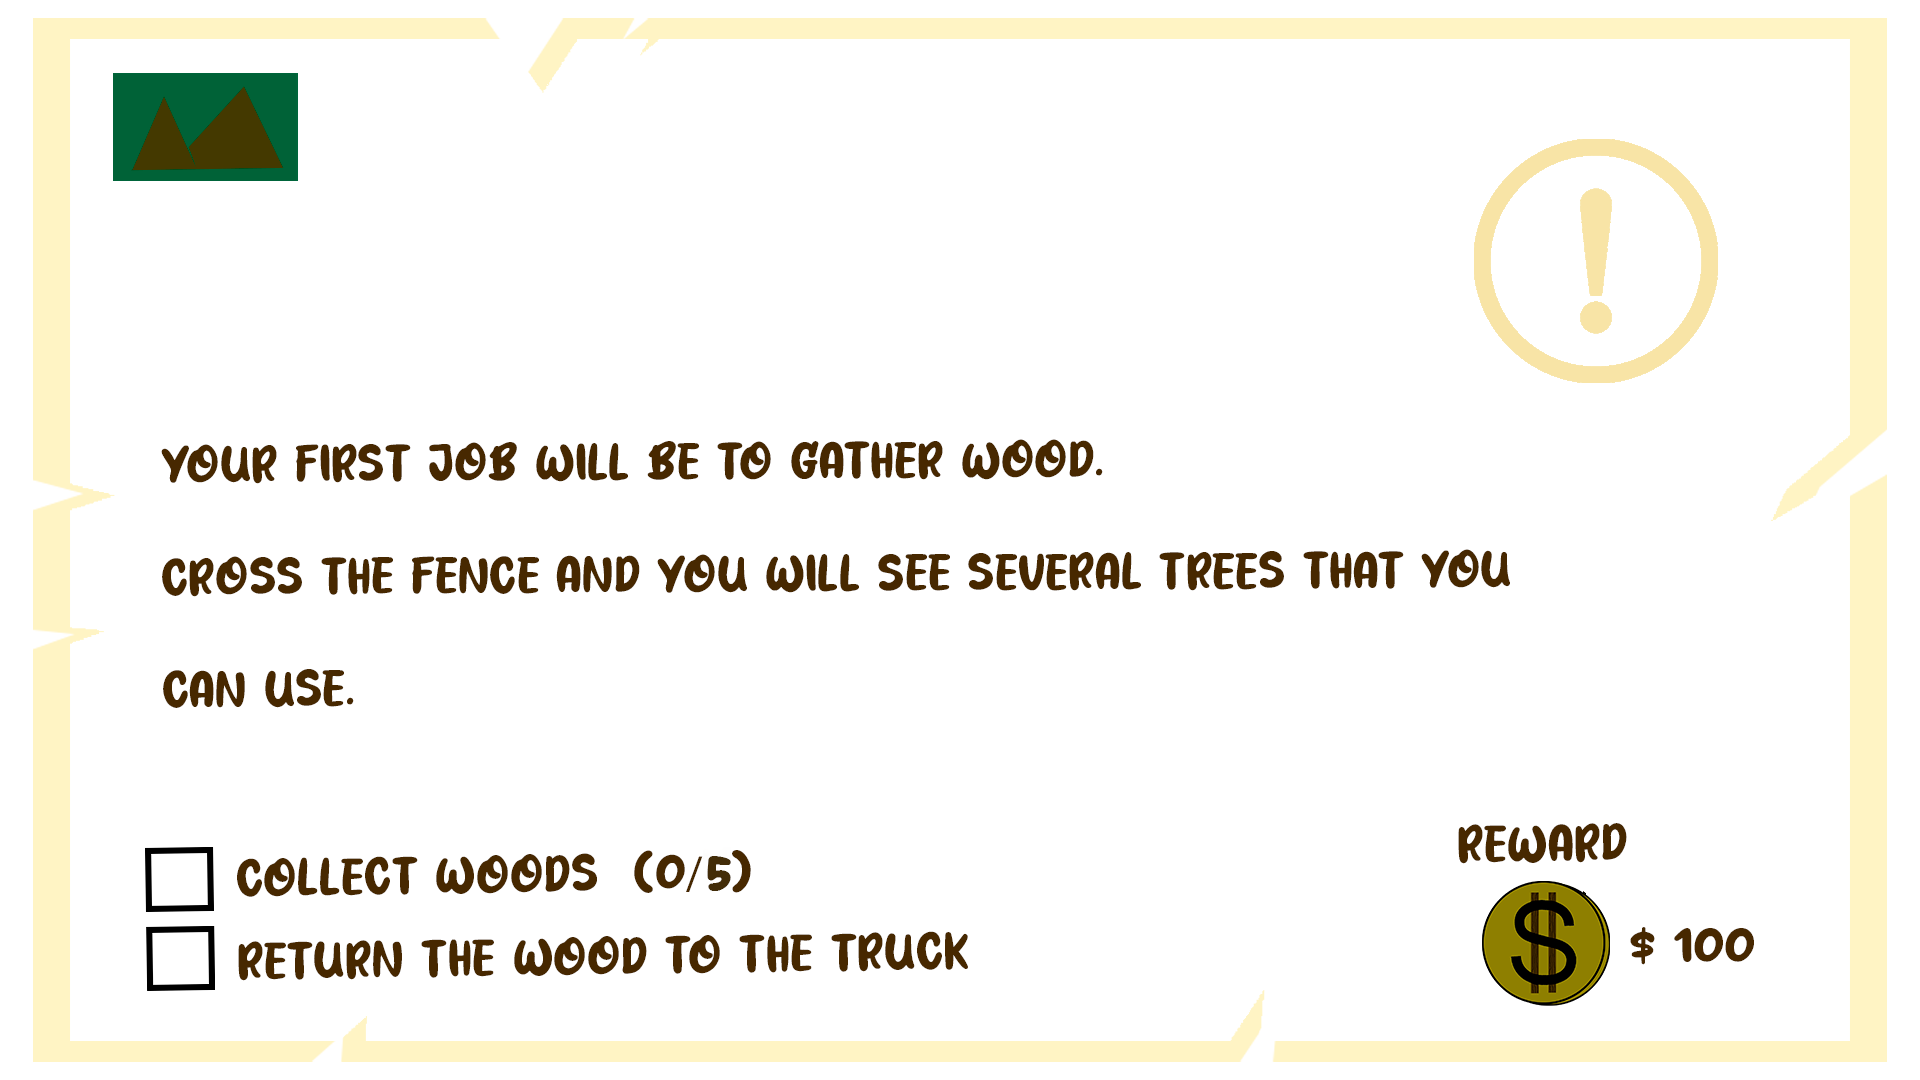 YOUR FIRST JOB WILL BE TO GATHER WOOD.
CROSS THE FENCE AND YOU WILL SEE SEVERAL TREES THAT YOU
CAN USE.
COLLECT WOODS (0/5)
RETURN THE WOOD TO THE TRUCK
REWARD
$ $ 100